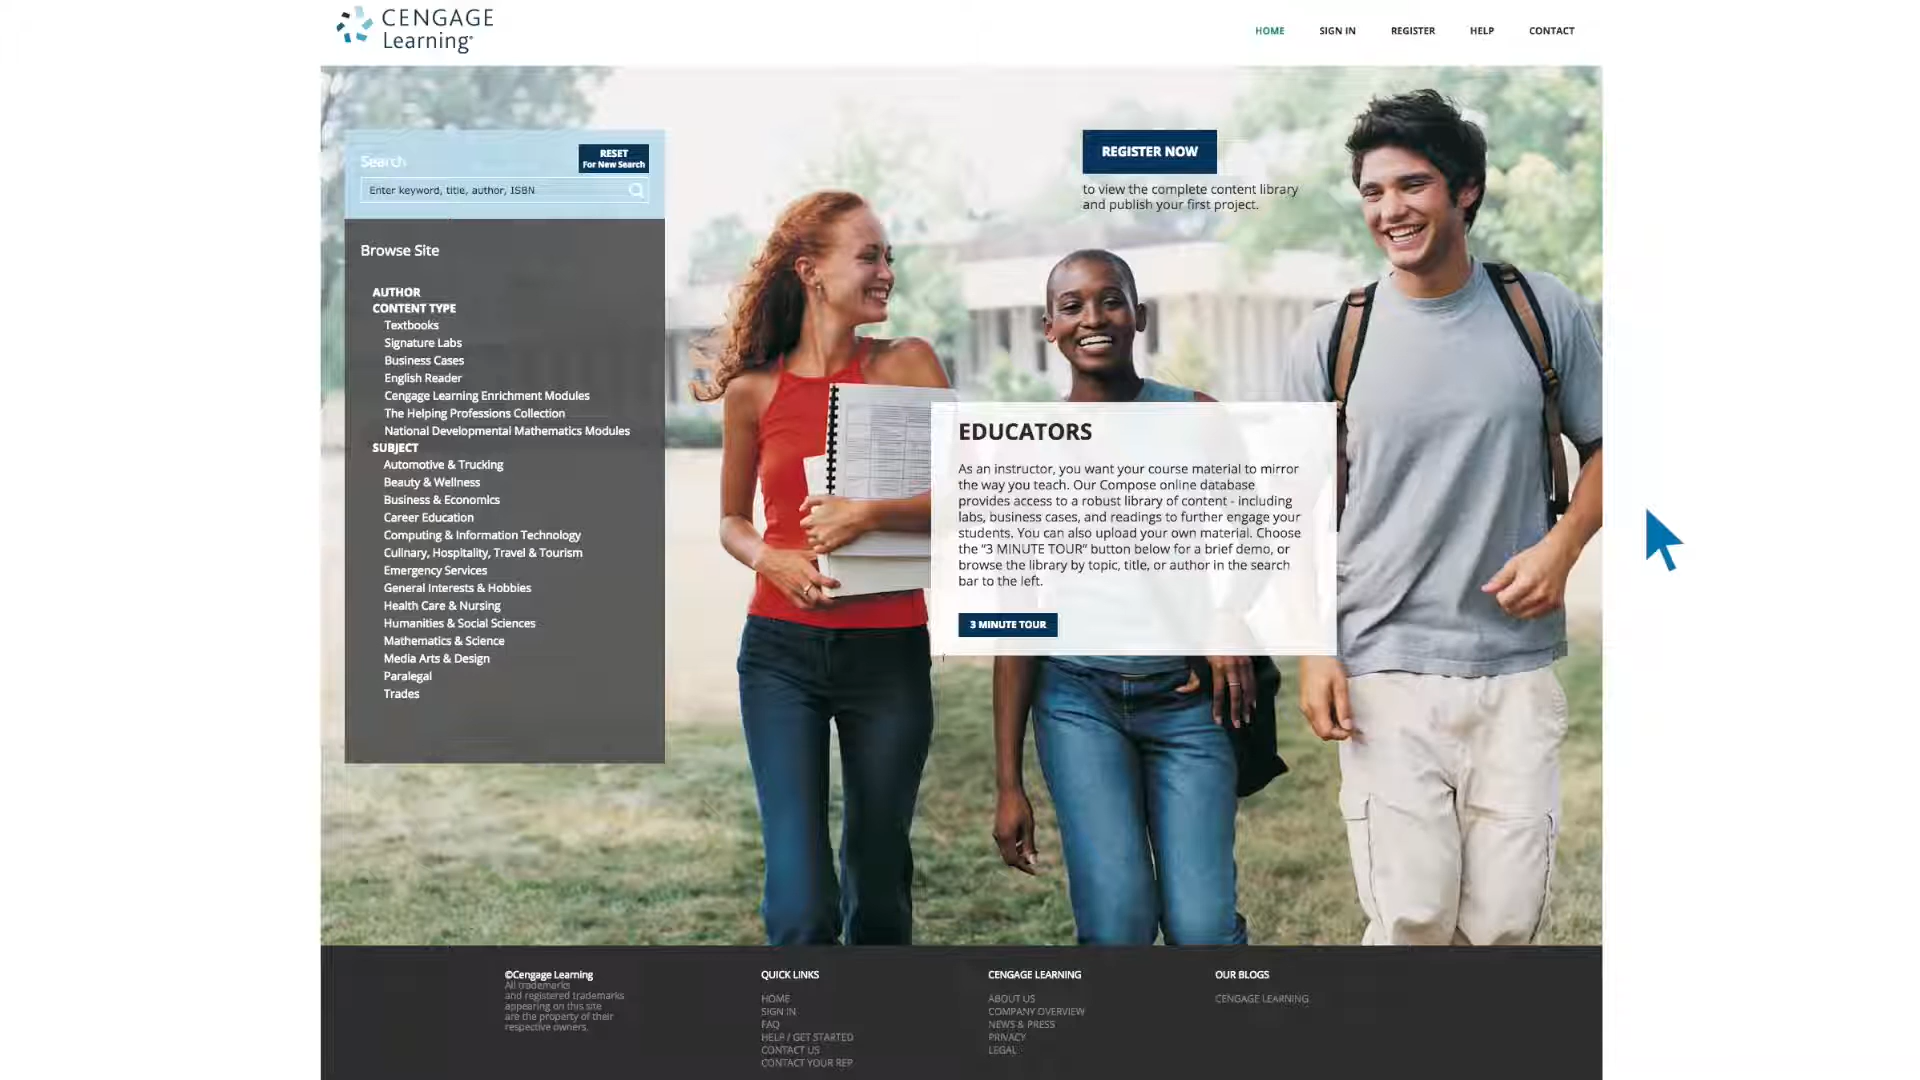 CENGAGE
Learning®
HOME
SIGN IN
REGISTER
HELP
CONTACT
Search
RESET
For New Search
Enter keyword, title, author, ISBN
Browse Site
AUTHOR
CONTENT TYPE
Textbooks
Signature Labs
Business Cases
English Reader
Cengage Learning Enrichment Modules
The Helping Professions Collection
National Developmental Mathematics Modules
SUBJECT
Automotive & Trucking
Beauty & Wellness
Business & Economics
Career Education
Computing & Information Technology
Culinary, Hospitality, Travel & Tourism
Emergency Services
General Interests & Hobbies
Health Care & Nursing
Humanities & Social Sciences
Mathematics & Science
Media Arts & Design
Paralegal
Trades
REGISTER NOW
to view the complete content library
and publish your first project.
EDUCATORS
As an instructor, you want your course material to mirror
the way you teach. Our Compose online database
provides access to a robust library of content - including
labs, business cases, and readings to further engage your
students. You can also upload your own material. Choose
the “3 MINUTE TOUR” button below for a brief demo, or
browse the library by topic, title, or author in the search
bar to the left.
3 MINUTE TOUR
©Cengage Learning
All trademarks
and registered trademarks
appearing on this site
are the property of their
respective owners.
QUICK LINKS
HOME
SIGN IN
FAQ
HELP / GET STARTED
CONTACT US
CONTACT YOUR REP
CENGAGE LEARNING
ABOUT US
COMPANY OVERVIEW
NEWS & PRESS
PRIVACY
LEGAL
OUR BLOGS
CENGAGE LEARNING